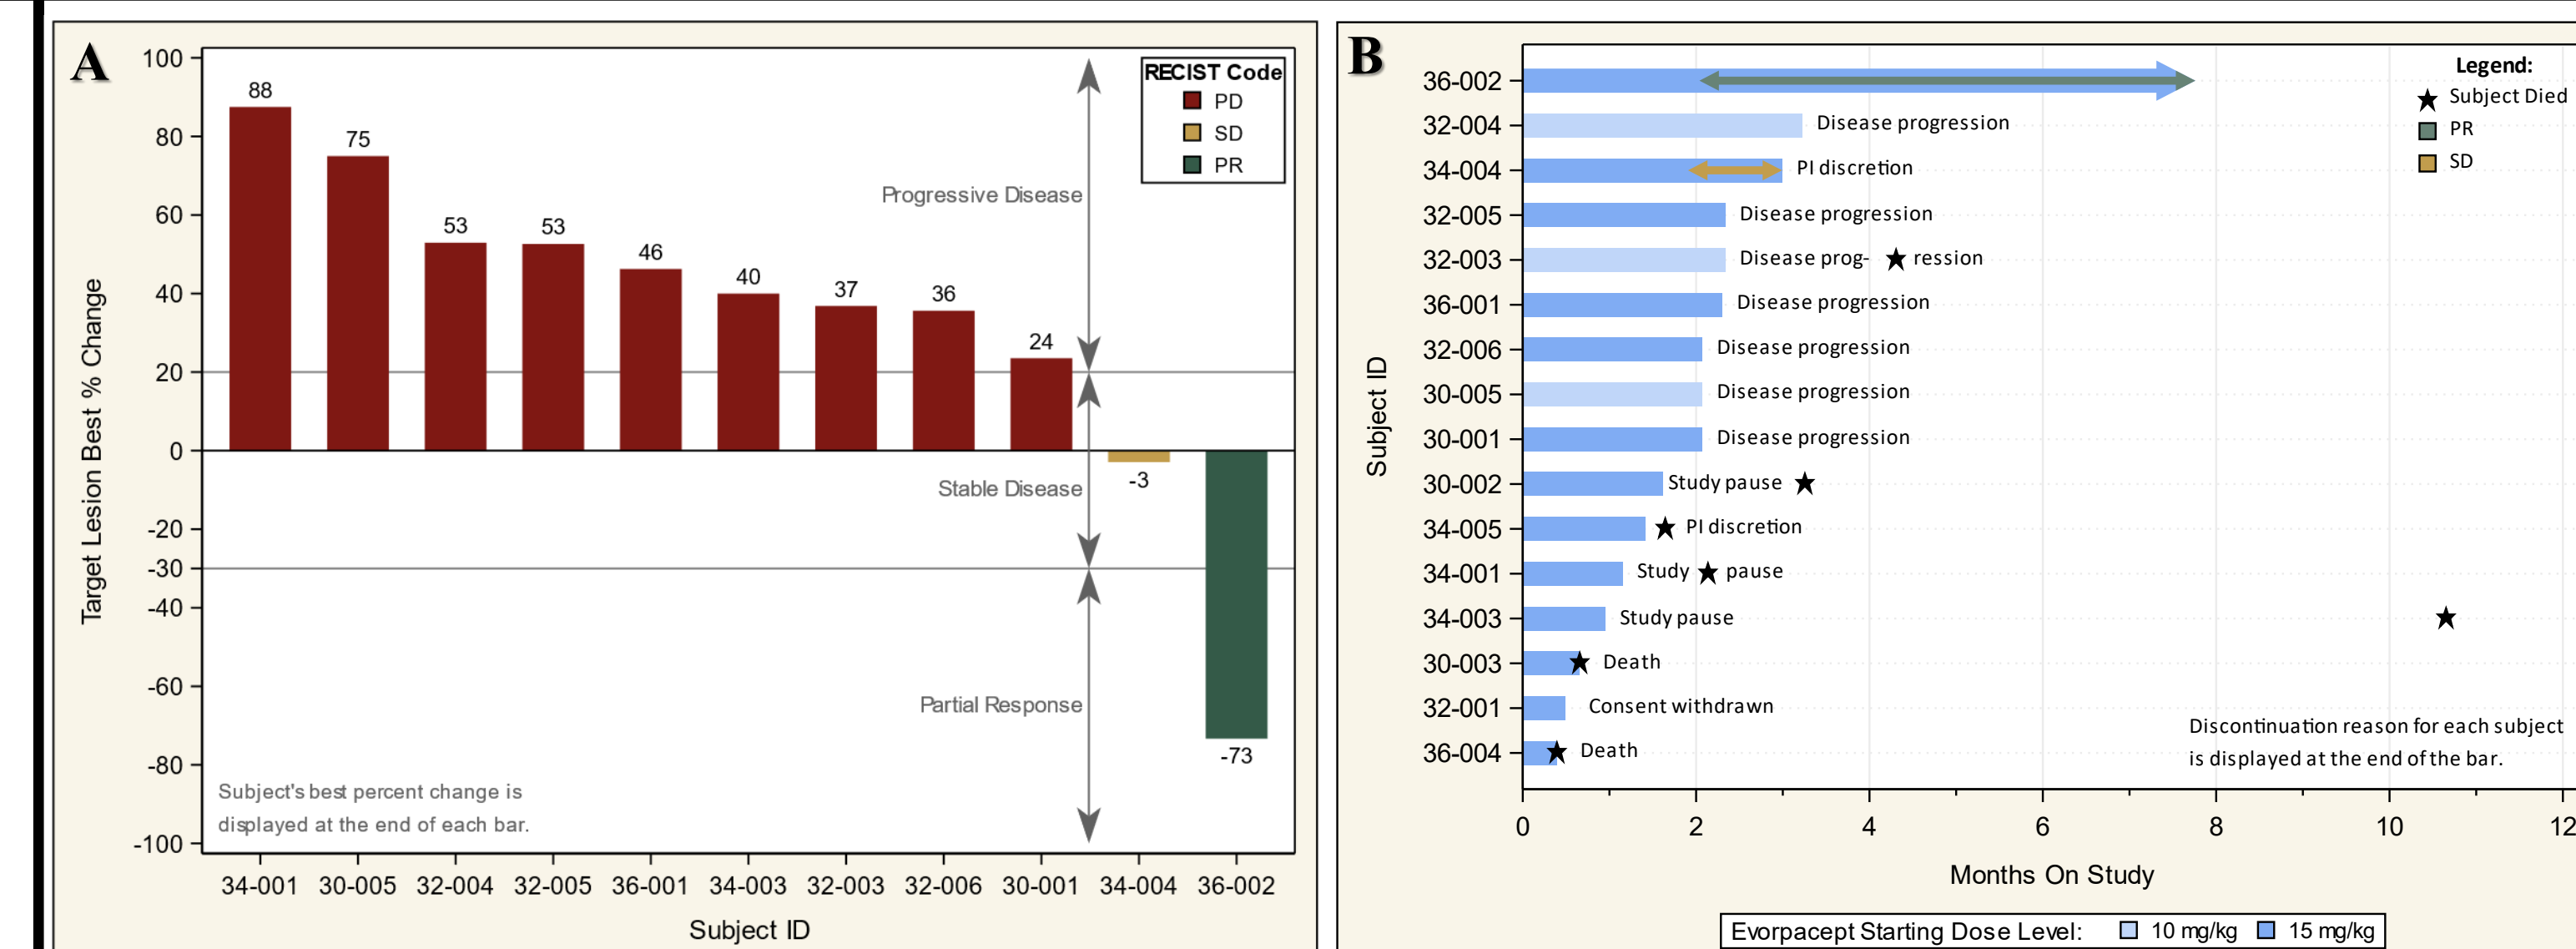 A
100
80
60
40
20
0
-20
-30
-40
-60
-80
-100
Target Lesion Best % Change
88
75
53
53
46
40
37
36
24
-3
-73
RECIST Code
PD
SD
PR
Progressive Disease
Stable Disease
Partial Response
Subject's best percent change is
displayed at the end of each bar.
34-001 30-005 32-004 32-005 36-001 34-003 32-003 32-006 30-001 34-004 36-002
Subject ID
B
Subject ID
36-002
32-004 Disease progression
34-004 PI discretion
32-005 Disease progression
32-003 Disease prog- ★ ression
36-001 Disease progression
32-006 Disease progression
30-005 Disease progression
30-001 Disease progression
30-002 Study pause ★
34-005 ★ PI discretion
34-001 Study ★ pause
34-003 Study pause ★
30-003 ★ Death
32-001 Consent withdrawn
36-004 ★ Death
Legend:
★ Subject Died
PR
SD
Discontinuation reason for each subject
is displayed at the end of the bar.
0 2 4 6 8 10 12
Months On Study
Evorpacept Starting Dose Level: 10 mg/kg 15 mg/kg